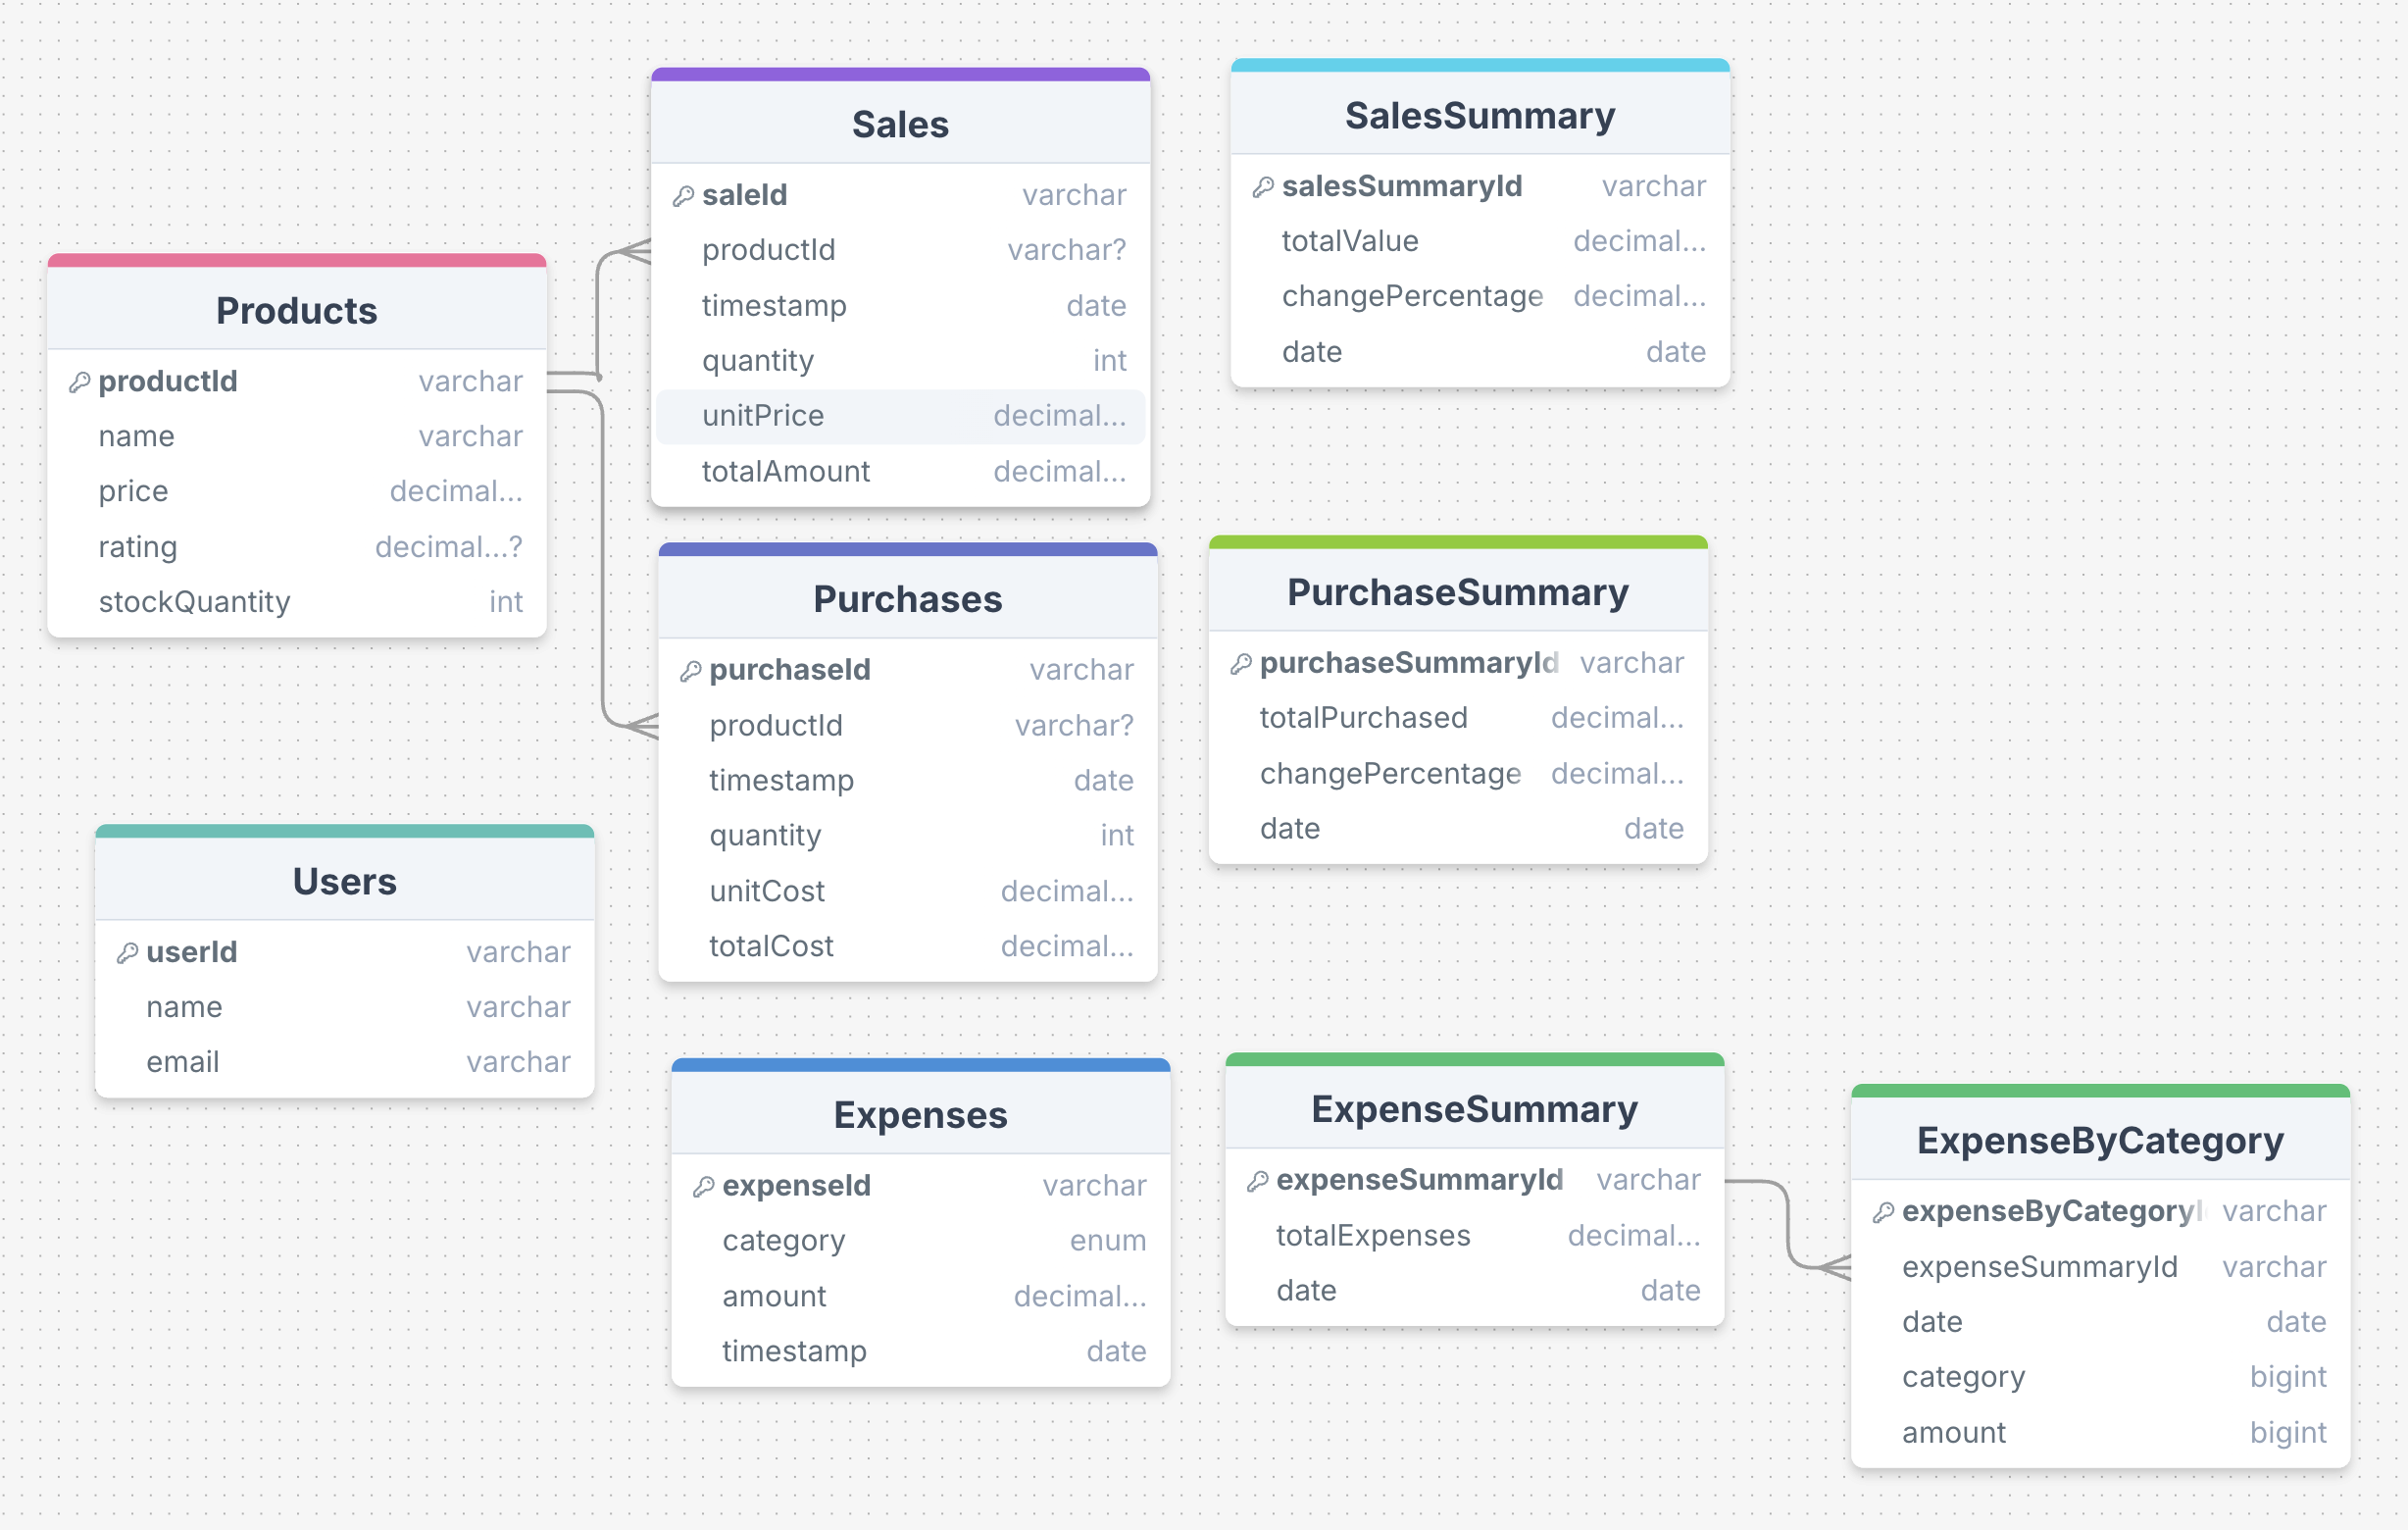 Products
productId varchar
name varchar
price decimal...
rating decimal...?
stockQuantity int
Sales
saleId varchar
productId varchar?
timestamp date
quantity int
unitPrice decimal...
totalAmount decimal...
SalesSummary
salesSummaryId varchar
totalValue decimal...
changePercentage decimal...
date date
Purchases
purchaseId varchar
productId varchar?
timestamp date
quantity int
unitCost decimal...
totalCost decimal...
PurchaseSummary
purchaseSummaryId varchar
totalPurchased decimal...
changePercentage decimal...
date date
Users
userId varchar
name varchar
email varchar
Expenses
expenseId varchar
category enum
amount decimal...
timestamp date
ExpenseSummary
expenseSummaryId varchar
totalExpenses decimal...
date date
ExpenseByCategory
expenseByCategoryI varchar
expenseSummaryId varchar
date date
category bigint
amount bigint